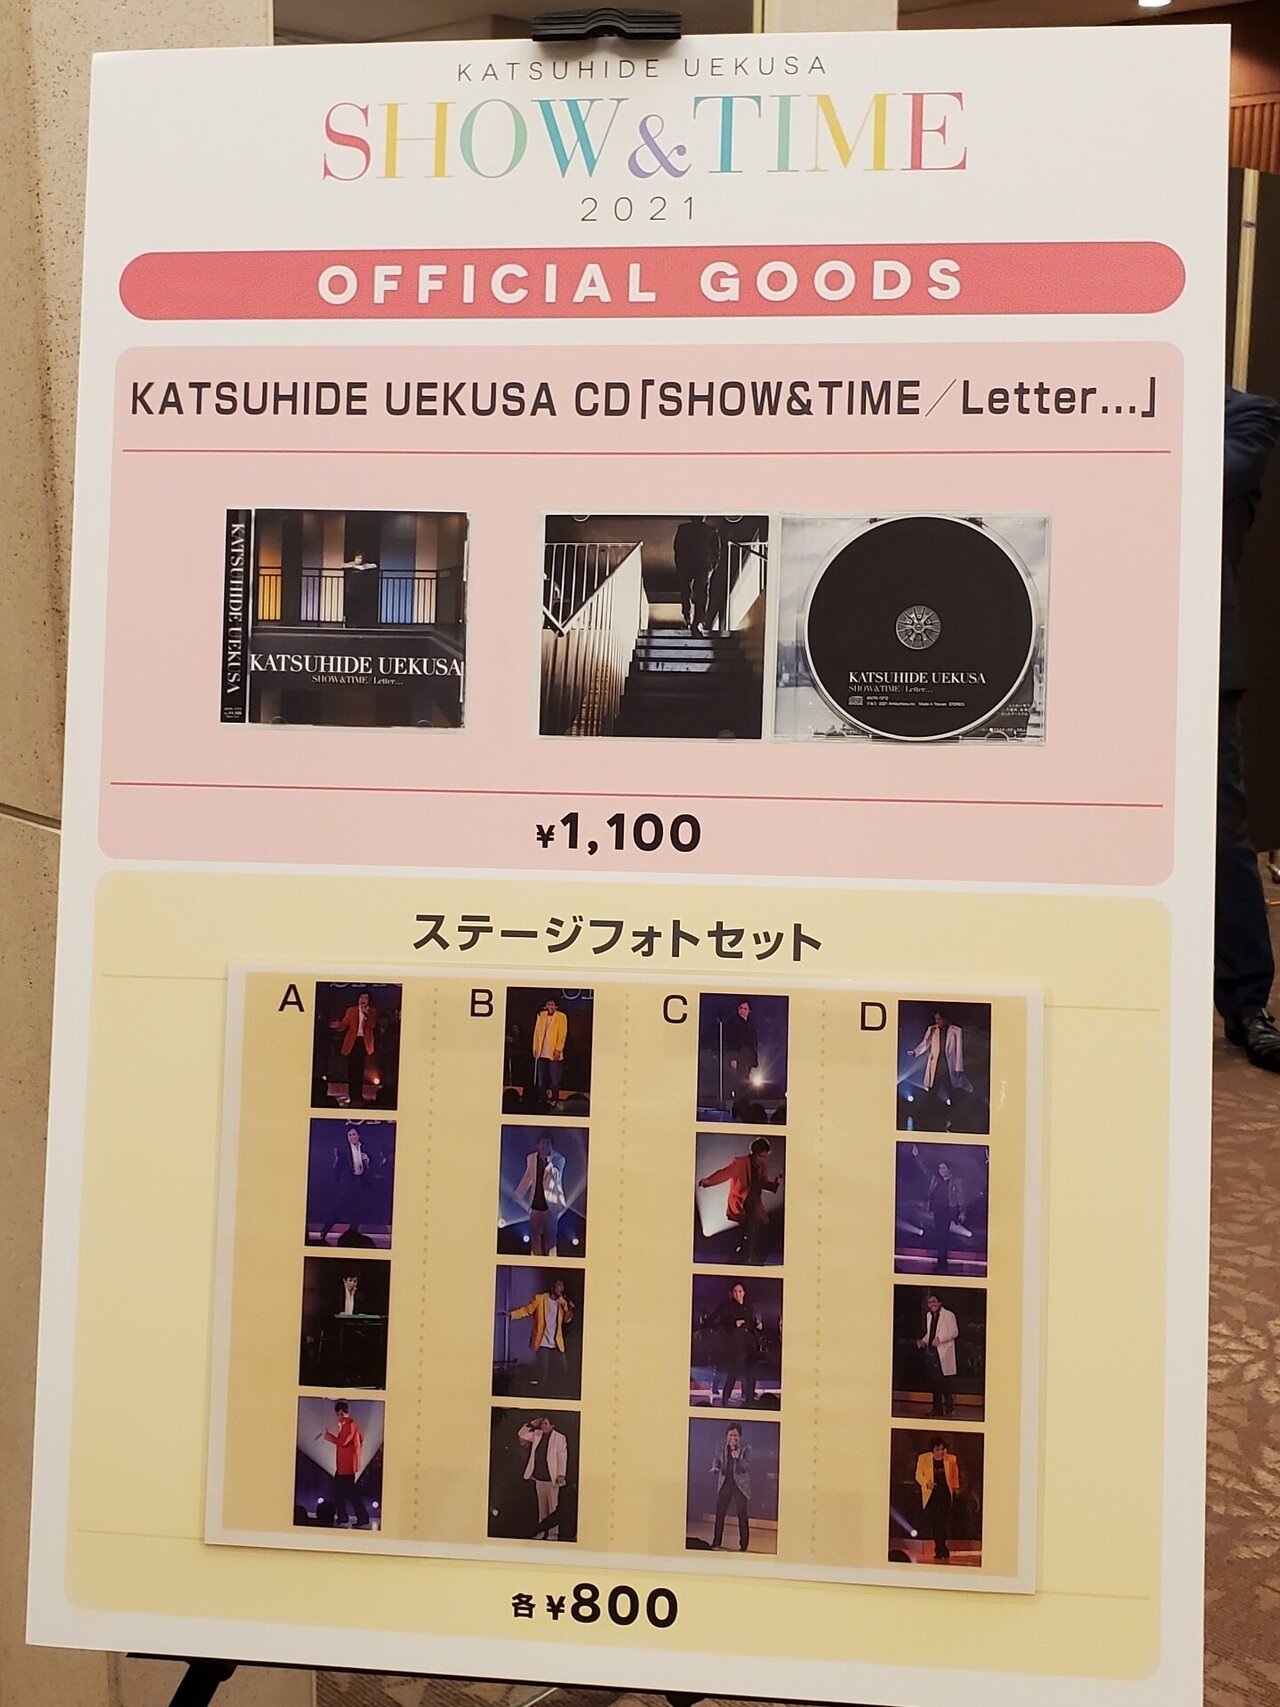 KATSUHIDE UEKUSA
SHOW&TIME
2021
OFFICIAL GOODS
KATSUHIDE UEKUSA CD「SHOW&TIME／Letter...」
KATSUHIDE UEKUSA
KATSUHIDE UEKUSA
SHOW&TIME / Letter...
KATSUHIDE UEKUSA
SHOW&TIME / Letter...
¥1,100
ステージフォトセット
A B C D
各 ¥800